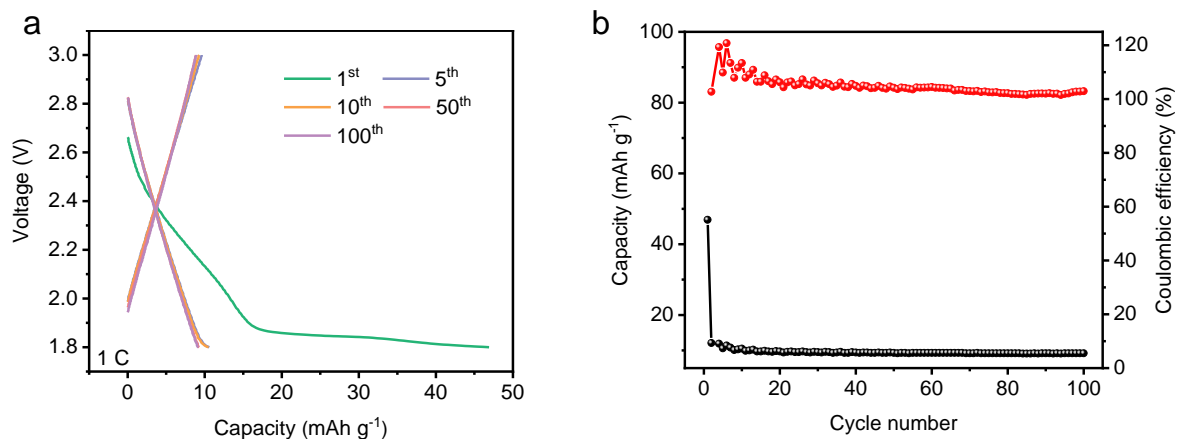 a
3.0
2.8
2.6
2.4
2.2
2.0
1.8
Voltage (V)
1st 5th
10th 50th
100th
1 C
0 10 20 30 40 50
Capacity (mAh g-1)
b
100
80
60
40
20
Capacity (mAh g-1)
120
100
80
60
40
20
0
Coulombic efficiency (%)
0 20 40 60 80 100
Cycle number